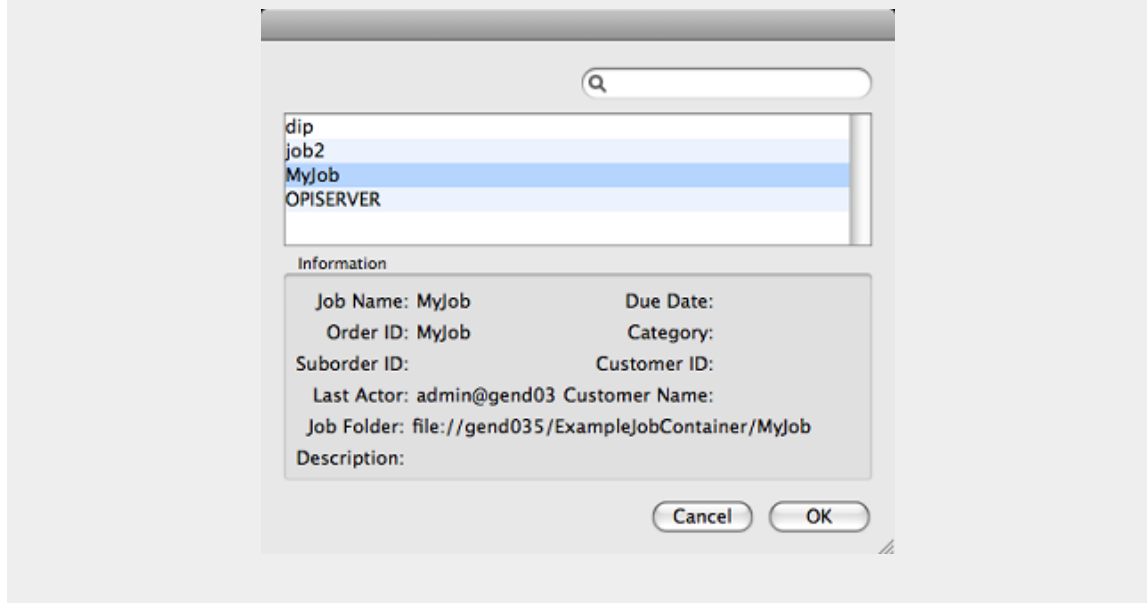 dip
job2
MyJob
OPISERVER
Information
Job Name: MyJob Due Date:
Order ID: MyJob Category:
Suborder ID: Customer ID:
Last Actor: admin@gend03 Customer Name:
Job Folder: file://gend035/ExampleJobContainer/MyJob
Description:
Cancel OK